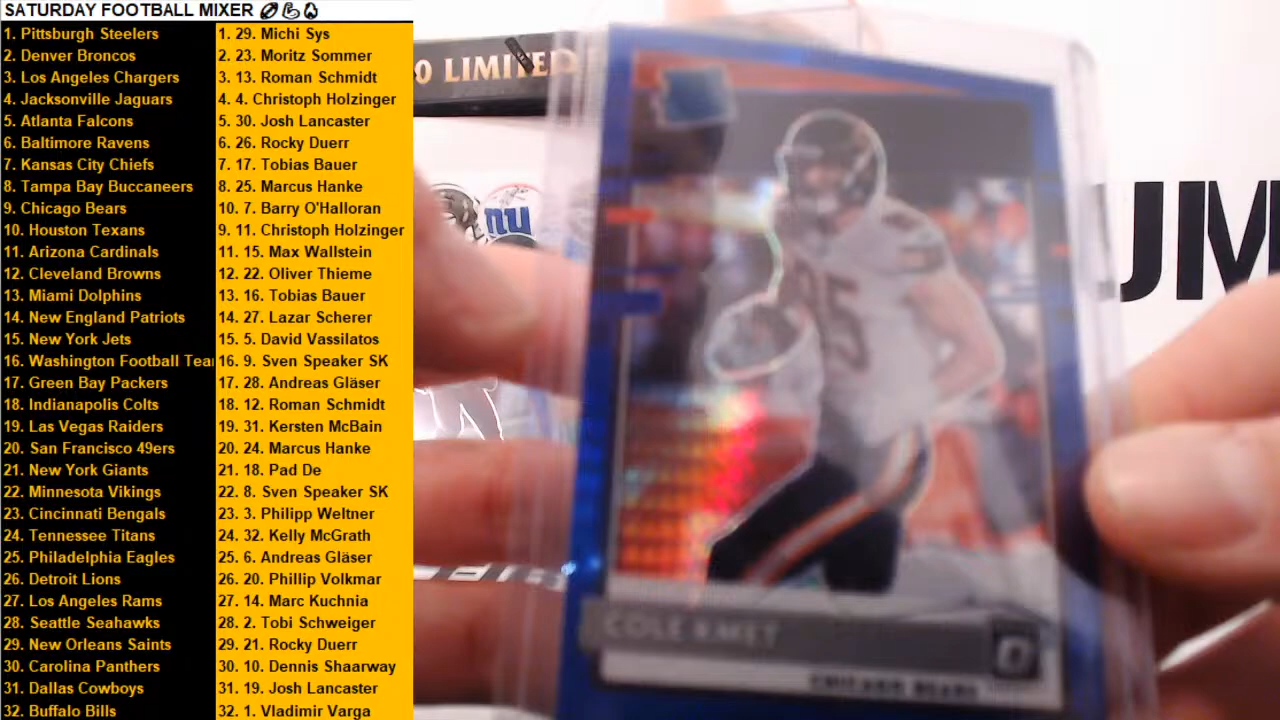 SATURDAY FOOTBALL MIXER
1. Pittsburgh Steelers
2. Denver Broncos
3. Los Angeles Chargers
4. Jacksonville Jaguars
5. Atlanta Falcons
6. Baltimore Ravens
7. Kansas City Chiefs
8. Tampa Bay Buccaneers
9. Chicago Bears
10. Houston Texans
11. Arizona Cardinals
12. Cleveland Browns
13. Miami Dolphins
14. New England Patriots
15. New York Jets
16. Washington Football Tea
17. Green Bay Packers
18. Indianapolis Colts
19. Las Vegas Raiders
20. San Francisco 49ers
21. New York Giants
22. Minnesota Vikings
23. Cincinnati Bengals
24. Tennessee Titans
25. Philadelphia Eagles
26. Detroit Lions
27. Los Angeles Rams
28. Seattle Seahawks
29. New Orleans Saints
30. Carolina Panthers
31. Dallas Cowboys
32. Buffalo Bills
1. 29. Michi Sys
2. 23. Moritz Sommer
3. 13. Roman Schmidt
4. 4. Christoph Holzinger
5. 30. Josh Lancaster
6. 26. Rocky Duerr
7. 17. Tobias Bauer
8. 25. Marcus Hanke
10. 7. Barry O'Halloran
9. 11. Christoph Holzinger
11. 15. Max Wallstein
12. 22. Oliver Thieme
13. 16. Tobias Bauer
14. 27. Lazar Scherer
15. 5. David Vassilatos
16. 9. Sven Speaker SK
17. 28. Andreas Gläser
18. 12. Roman Schmidt
19. 31. Kersten McBain
20. 24. Marcus Hanke
21. 18. Pad De
22. 8. Sven Speaker SK
23. 3. Philipp Weltner
24. 32. Kelly McGrath
25. 6. Andreas Gläser
26. 20. Phillip Volkmar
27. 14. Marc Kuchnia
28. 2. Tobi Schweiger
29. 21. Rocky Duerr
30. 10. Dennis Shaarway
31. 19. Josh Lancaster
32. 1. Vladimir Varga
0 LIMITED
NU
UM
85
COLE KMET
CHICAGO BEARS